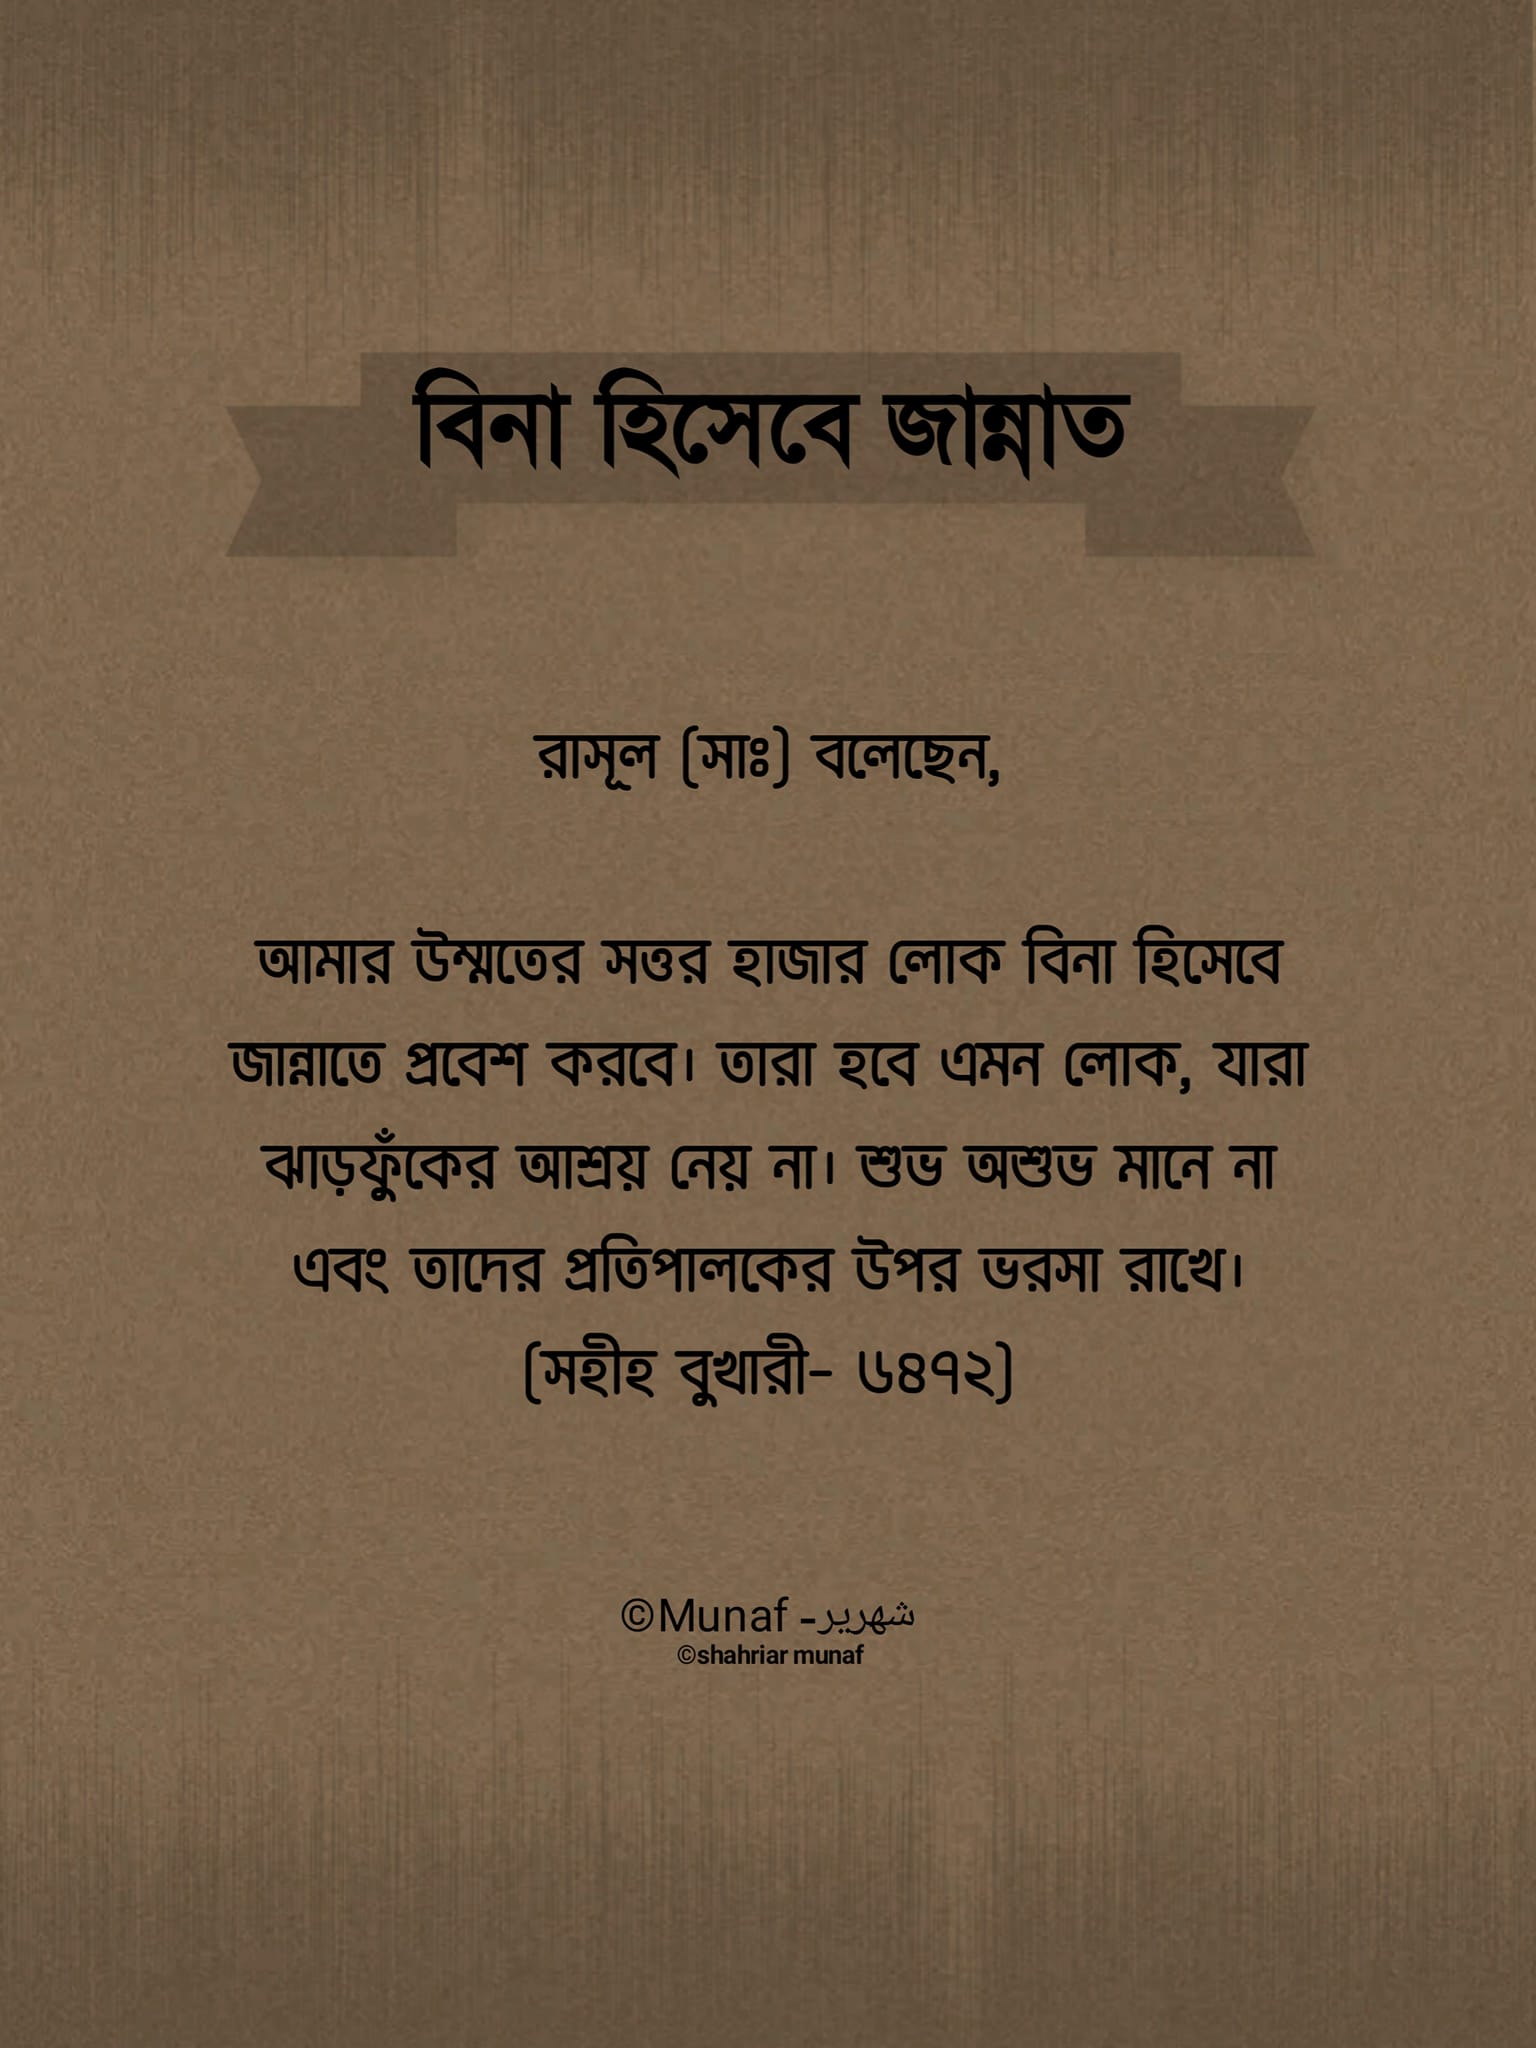 বিনা হিসেবে জান্নাত
রাসূল (সাঃ) বলেছেন,
আমার উম্মতের সত্তর হাজার লোক বিনা হিসেবে
জান্নাতে প্রবেশ করবে। তারা হবে এমন লোক, যারা
ঝাড়ফুঁকের আশ্রয় নেয় না। শুভ অশুভ মানে না
এবং তাদের প্রতিপালকের উপর ভরসা রাখে।
(সহীহ বুখারী- ৬৪৭২)
©Munaf -شهرير
©shahriar munaf